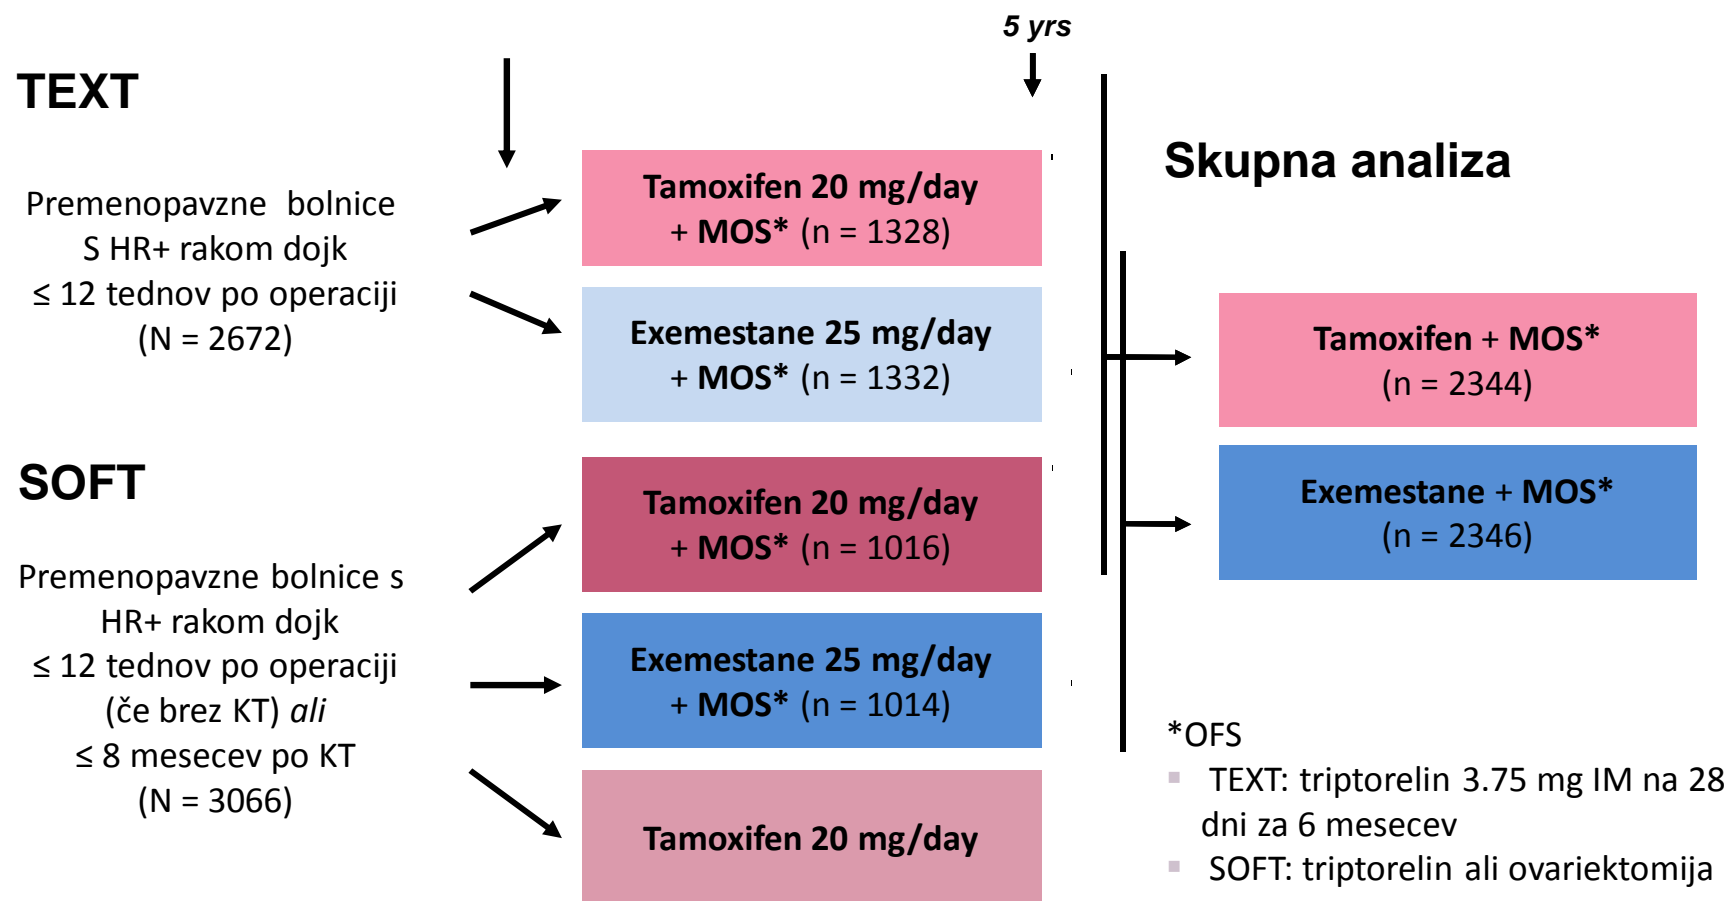 5 yrs
TEXT
Premenopavzne bolnice
S HR+ rakom dojk
≤ 12 tednov po operaciji
(N = 2672)
Tamoxifen 20 mg/day
+ MOS* (n = 1328)
Exemestane 25 mg/day
+ MOS* (n = 1332)
SOFT
Premenopavzne bolnice s
HR+ rakom dojk
≤ 12 tednov po operaciji
(če brez KT) ali
≤ 8 mesecev po KT
(N = 3066)
Tamoxifen 20 mg/day
+ MOS* (n = 1016)
Exemestane 25 mg/day
+ MOS* (n = 1014)
Tamoxifen 20 mg/day
Skupna analiza
Tamoxifen + MOS*
(n = 2344)
Exemestane + MOS*
(n = 2346)
*OFS
▪ TEXT: triptorelin 3.75 mg IM na 28
dni za 6 mesecev
▪ SOFT: triptorelin ali ovariektomija